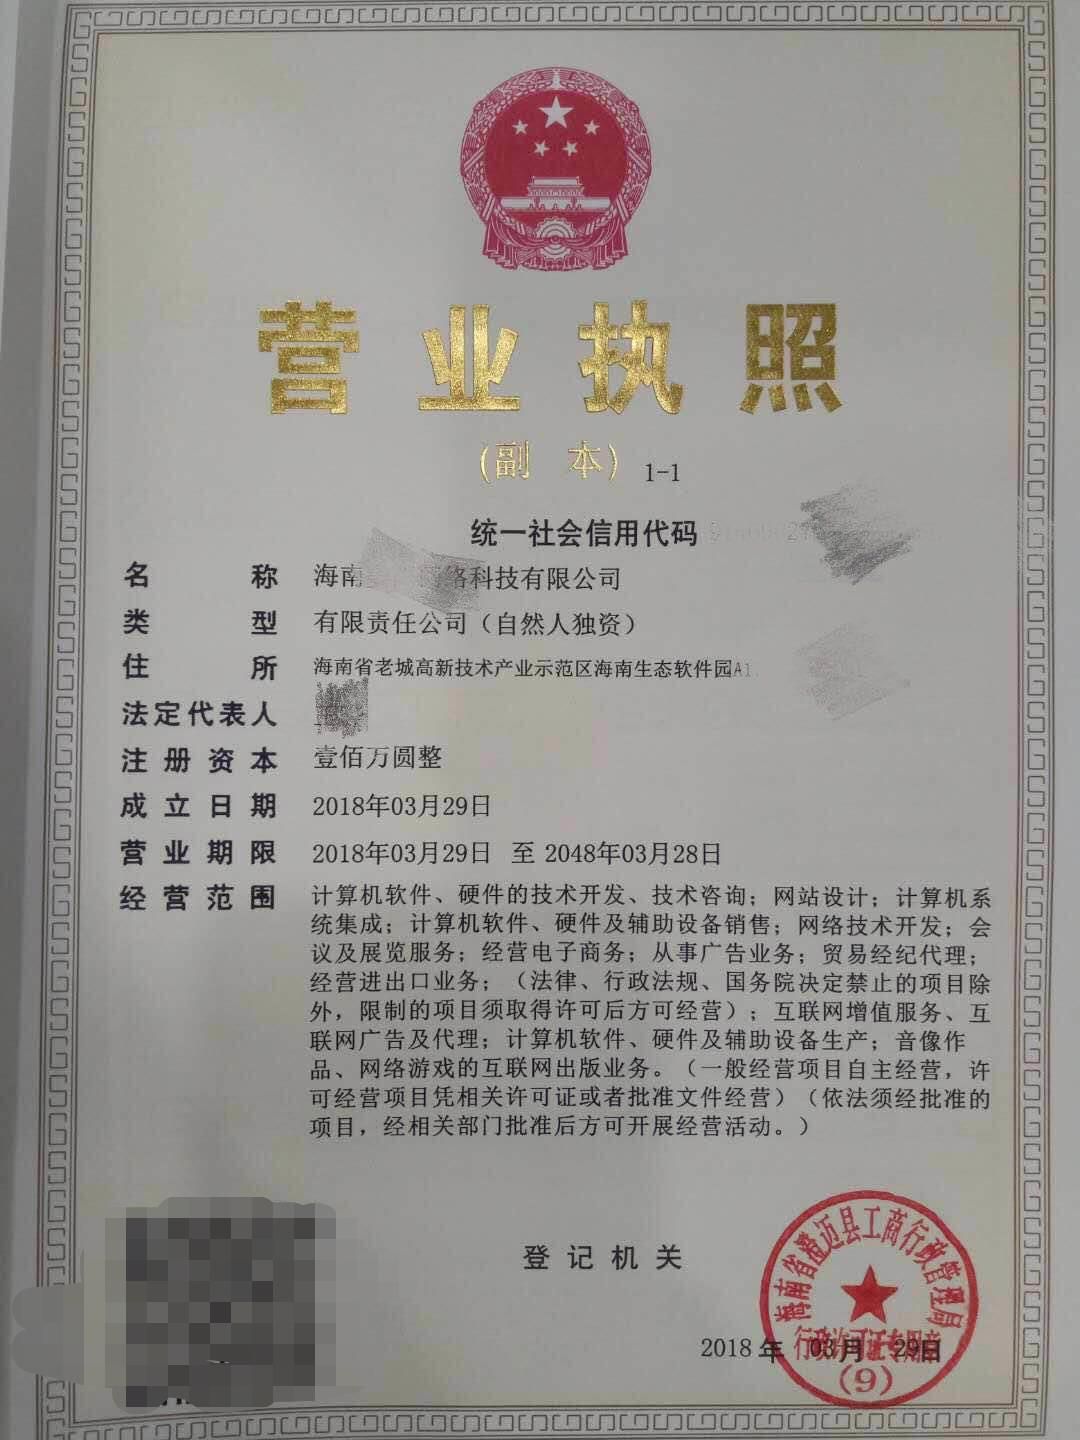 营业执照
(副 本) 1-1
统一社会信用代码
名 称 海南 络科技有限公司
类 型 有限责任公司（自然人独资）
住 所 海南省老城高新技术产业示范区海南生态软件园A1
法定代表人
注册资本 壹佰万圆整
成立日期 2018年03月29日
营业期限 2018年03月29日 至 2048年03月28日
经营范围 计算机软件、硬件的技术开发、技术咨询；网站设计；计算机系
统集成；计算机软件、硬件及辅助设备销售；网络技术开发；会
议及展览服务；经营电子商务；从事广告业务；贸易经纪代理；
经营进出口业务；（法律、行政法规、国务院决定禁止的项目除
外，限制的项目须取得许可后方可经营）；互联网增值服务、互
联网广告及代理；计算机软件、硬件及辅助设备生产；音像作
品、网络游戏的互联网出版业务。（一般经营项目自主经营，许
可经营项目凭相关许可证或者批准文件经营）（依法须经批准的
项目，经相关部门批准后方可开展经营活动。）
登记机关
海南省澄迈县工商行政管理局
行政许可证专用章
2018年 03月 29日
(9)